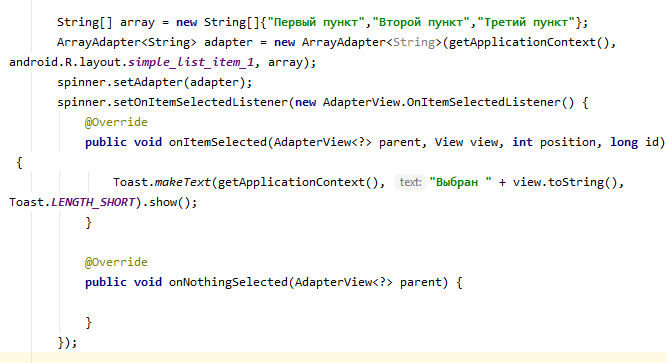 String[] array = new String[]{"Первый пункт","Второй пункт","Третий пункт"};
ArrayAdapter<String> adapter = new ArrayAdapter<String>(getApplicationContext(),
android.R.layout.simple_list_item_1, array);
spinner.setAdapter(adapter);
spinner.setOnItemSelectedListener(new AdapterView.OnItemSelectedListener() {
@Override
public void onItemSelected(AdapterView<?> parent, View view, int position, long id)
{
Toast.makeText(getApplicationContext(), text: "Выбран " + view.toString(),
Toast.LENGTH_SHORT).show();
}
@Override
public void onNothingSelected(AdapterView<?> parent) {
}
});